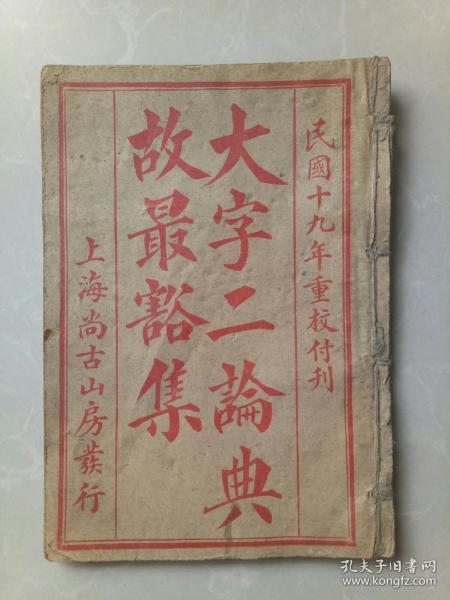 民國十九年重校付刊
大字二論典
故最豁集
上海尚古山房發行
孔夫子旧书网
www.kongfz.com